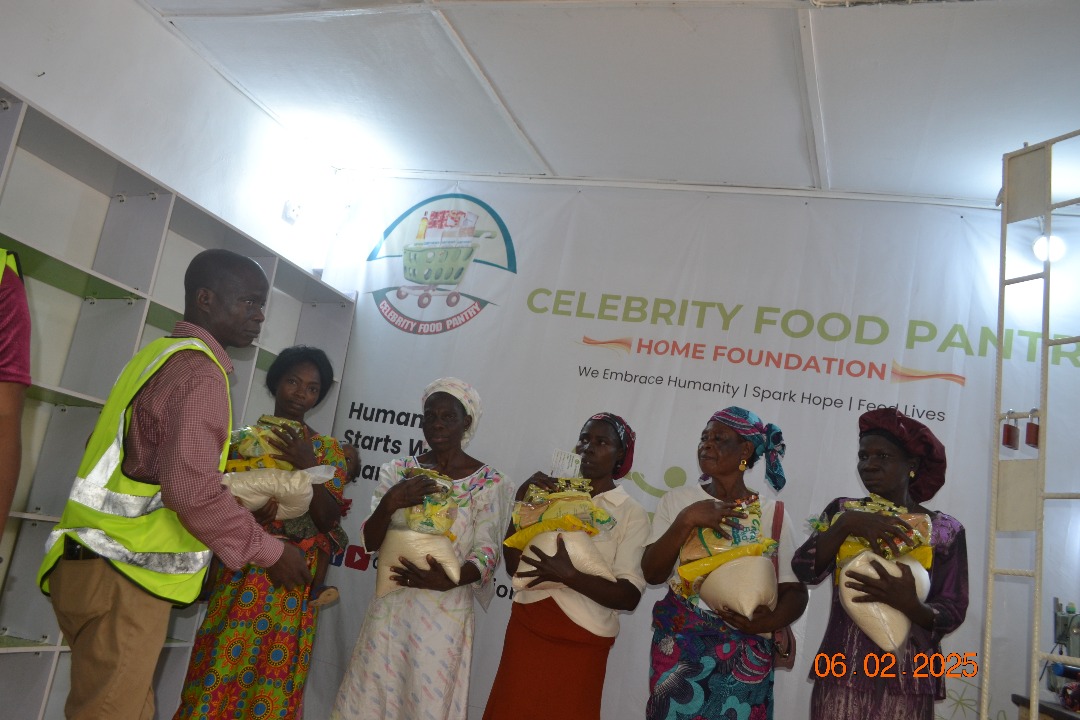 CELEBRITY FOOD PANTRY
CELEBRITY FOOD PANTR
HOME FOUNDATION
We Embrace Humanity | Spark Hope | Feed Lives
Human
Starts W
06.02.2025